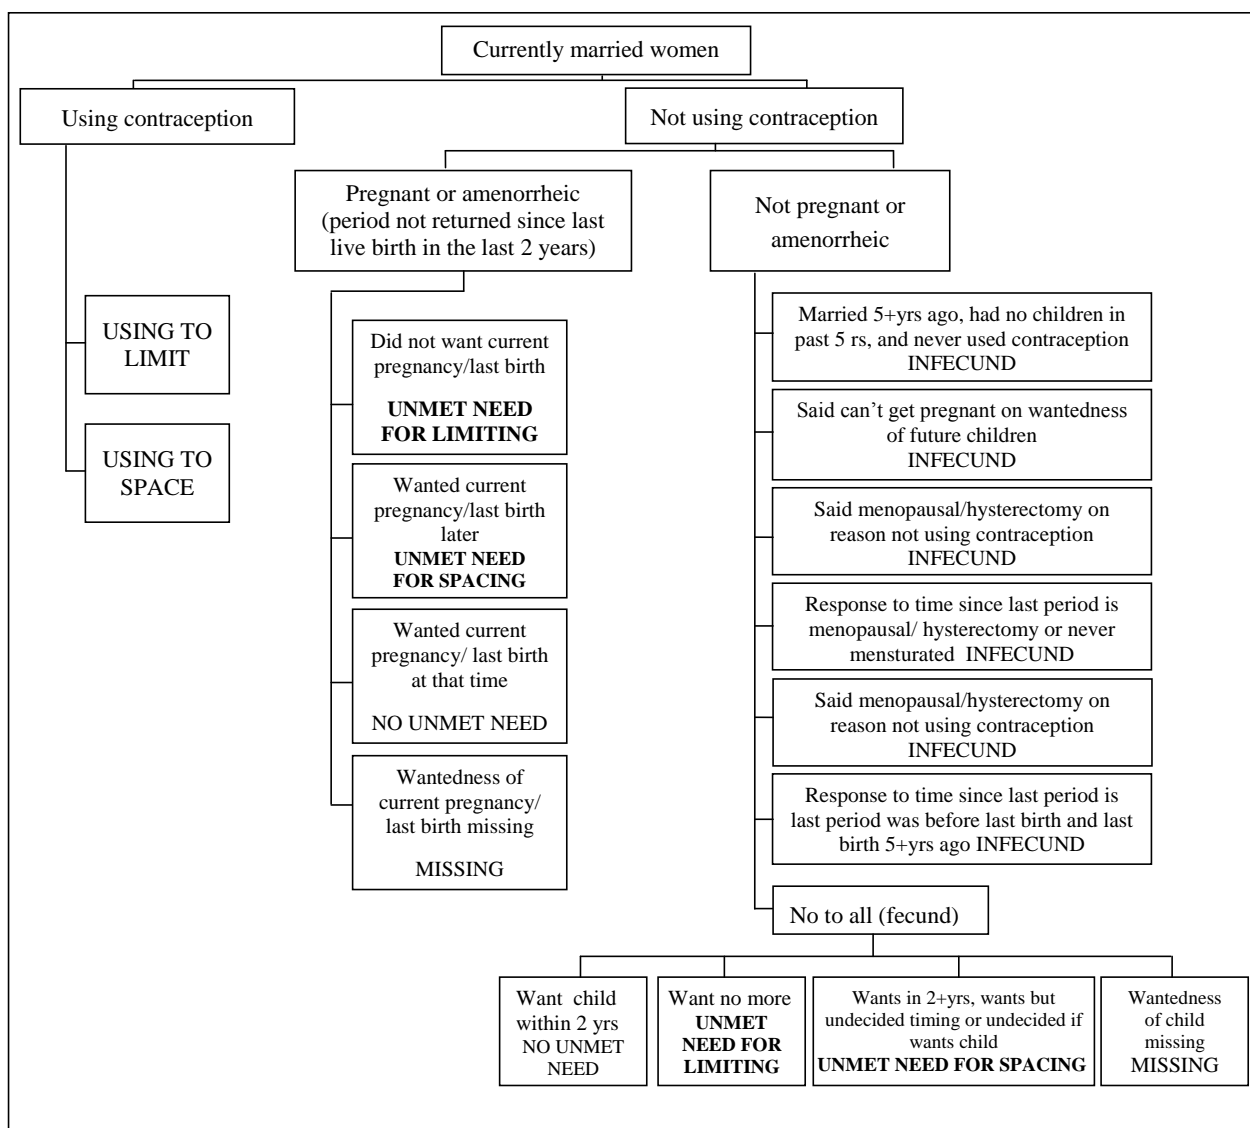 Currently married women
Using contraception
Not using contraception
Pregnant or amenorrheic
(period not returned since last
live birth in the last 2 years)
Not pregnant or
amenorrheic
USING TO
LIMIT
USING TO
SPACE
Did not want current
pregnancy/last birth
UNMET NEED
FOR LIMITING
Wanted current
pregnancy/last birth
later
UNMET NEED
FOR SPACING
Wanted current
pregnancy/ last birth
at that time
NO UNMET NEED
Wantedness of
current pregnancy/
last birth missing
MISSING
Married 5+yrs ago, had no children in
past 5 rs, and never used contraception
INFECUND
Said can’t get pregnant on wantedness
of future children
INFECUND
Said menopausal/hysterectomy on
reason not using contraception
INFECUND
Response to time since last period is
menopausal/ hysterectomy or never
mensturated INFECUND
Said menopausal/hysterectomy on
reason not using contraception
INFECUND
Response to time since last period is
last period was before last birth and last
birth 5+yrs ago INFECUND
No to all (fecund)
Want child
within 2 yrs
NO UNMET
NEED
Want no more
UNMET
NEED FOR
LIMITING
Wants in 2+yrs, wants but
undecided timing or undecided if
wants child
UNMET NEED FOR SPACING
Wantedness
of child
missing
MISSING